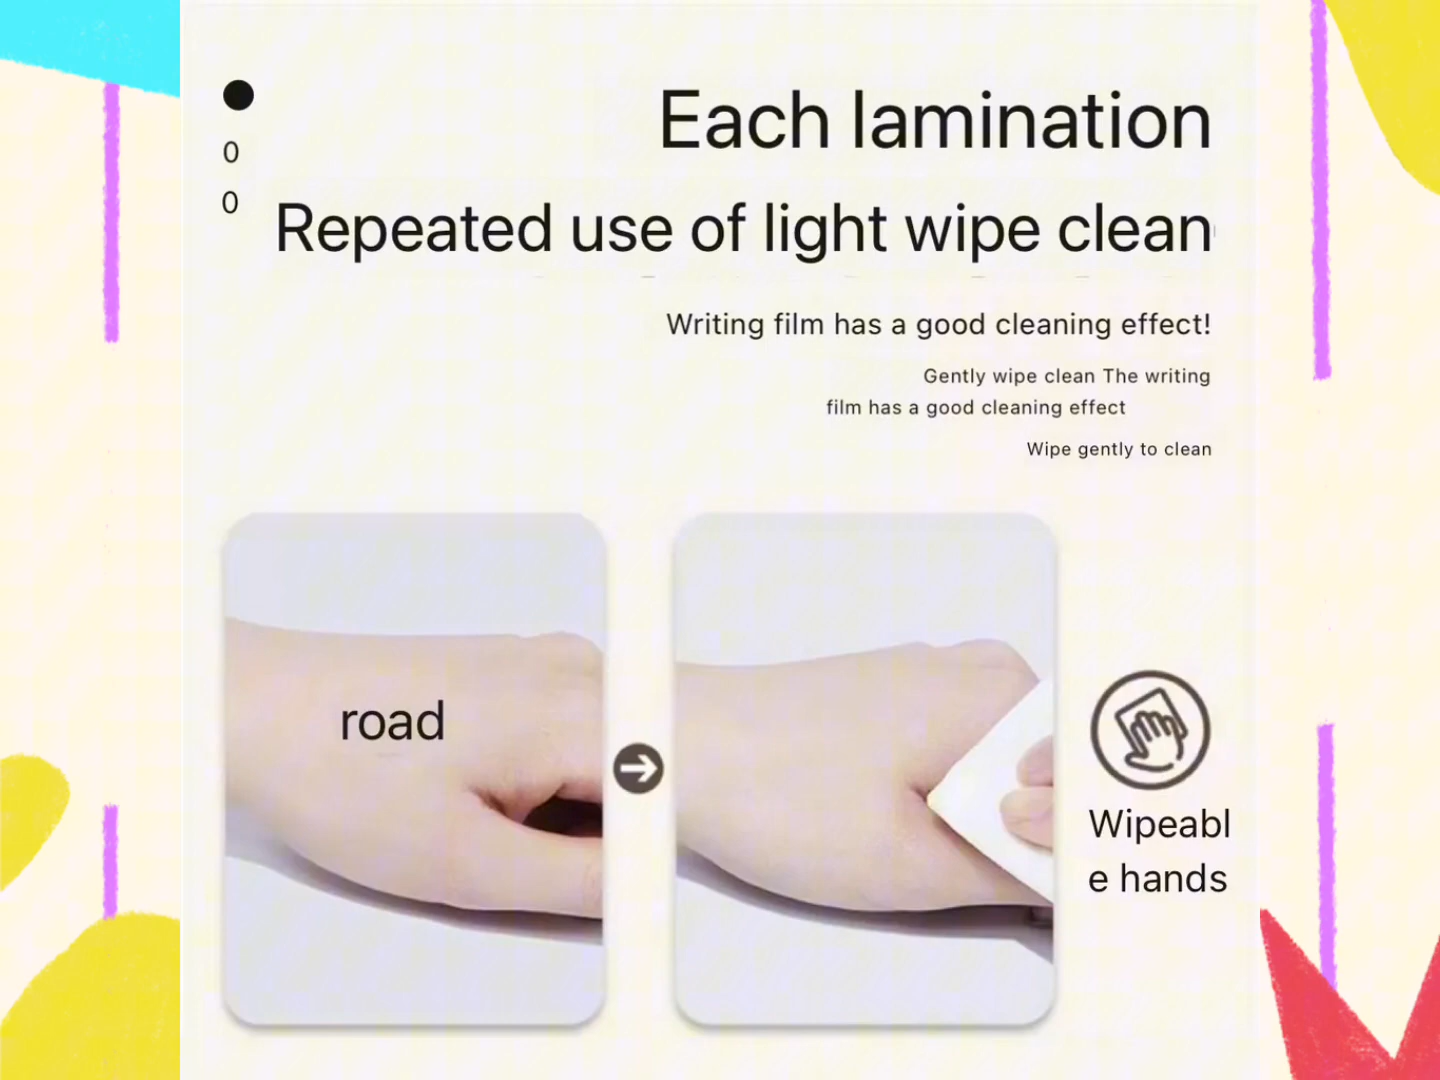 0
0
Each lamination
Repeated use of light wipe clean
Writing film has a good cleaning effect!
Gently wipe clean The writing
film has a good cleaning effect
Wipe gently to clean
road
Wipeabl
e hands